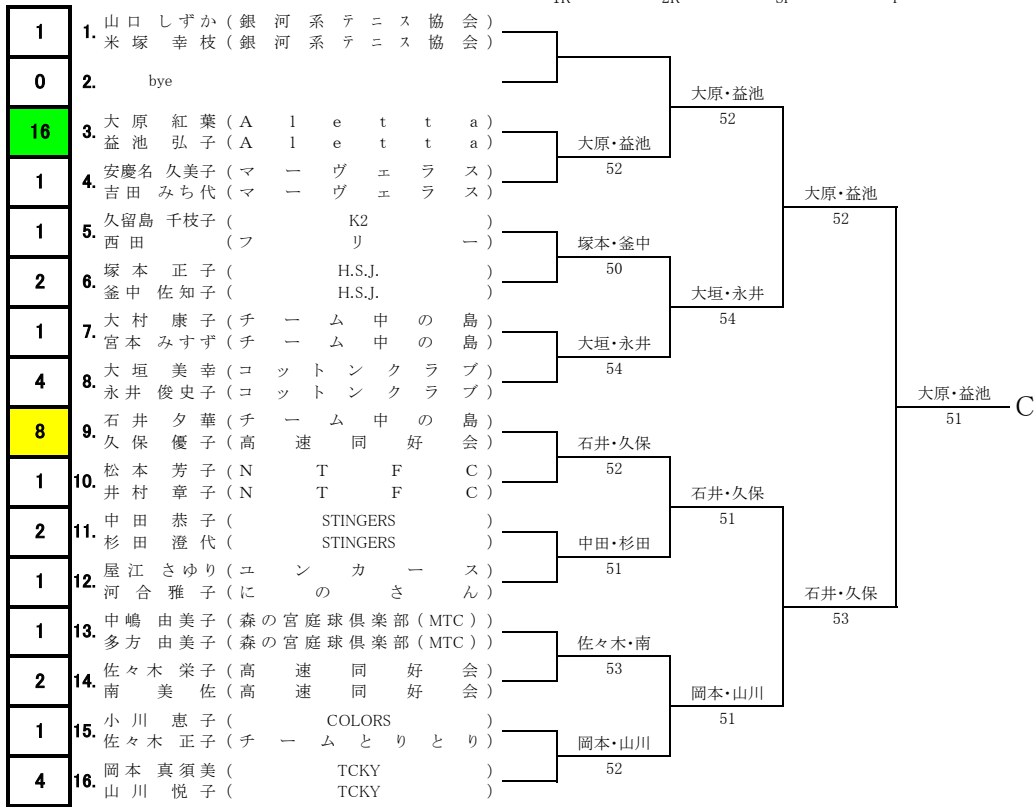 1 1. 山口 しずか ( 銀河系テニス協会 )
米塚 幸枝 ( 銀河系テニス協会 )
0 2. bye
16 3. 大原 紅葉 ( Aletta )
益池 弘子 ( Aletta )
1 4. 安慶名 久美子 ( マーヴェラス )
吉田 みち代 ( マーヴェラス )
1 5. 久留島 千枝子 ( K2 )
西田 ( フリー )
2 6. 塚本 正子 ( H.S.J. )
釜中 佐知子 ( H.S.J. )
1 7. 大村 康子 ( チーム中の島 )
宮本 みすず ( チーム中の島 )
4 8. 大垣 美幸 ( コットンクラブ )
永井 俊史子 ( コットンクラブ )
8 9. 石井 夕華 ( チーム中の島 )
久保 優子 ( 高速同好会 )
1 10. 松本 芳子 ( NTFC )
井村 章子 ( NTFC )
2 11. 中田 恭子 ( STINGERS )
杉田 澄代 ( STINGERS )
1 12. 屋江 さゆり ( ユンカース )
河合 雅子 ( にのさん )
1 13. 中嶋 由美子 ( 森の宮庭球倶楽部(MTC) )
多方 由美子 ( 森の宮庭球倶楽部(MTC) )
2 14. 佐々木 栄子 ( 高速同好会 )
南 美佐 ( 高速同好会 )
1 15. 小川 恵子 ( COLORS )
佐々木 正子 ( チームとりとり )
4 16. 岡本 真須美 ( TCKY )
山川 悦子 ( TCKY )
大原・益池
52
塚本・釜中
50
大垣・永井
54
石井・久保
52
中田・杉田
51
佐々木・南
53
岡本・山川
52
大原・益池
52
大垣・永井
54
石井・久保
51
岡本・山川
51
大原・益池
52
石井・久保
53
大原・益池
51
C